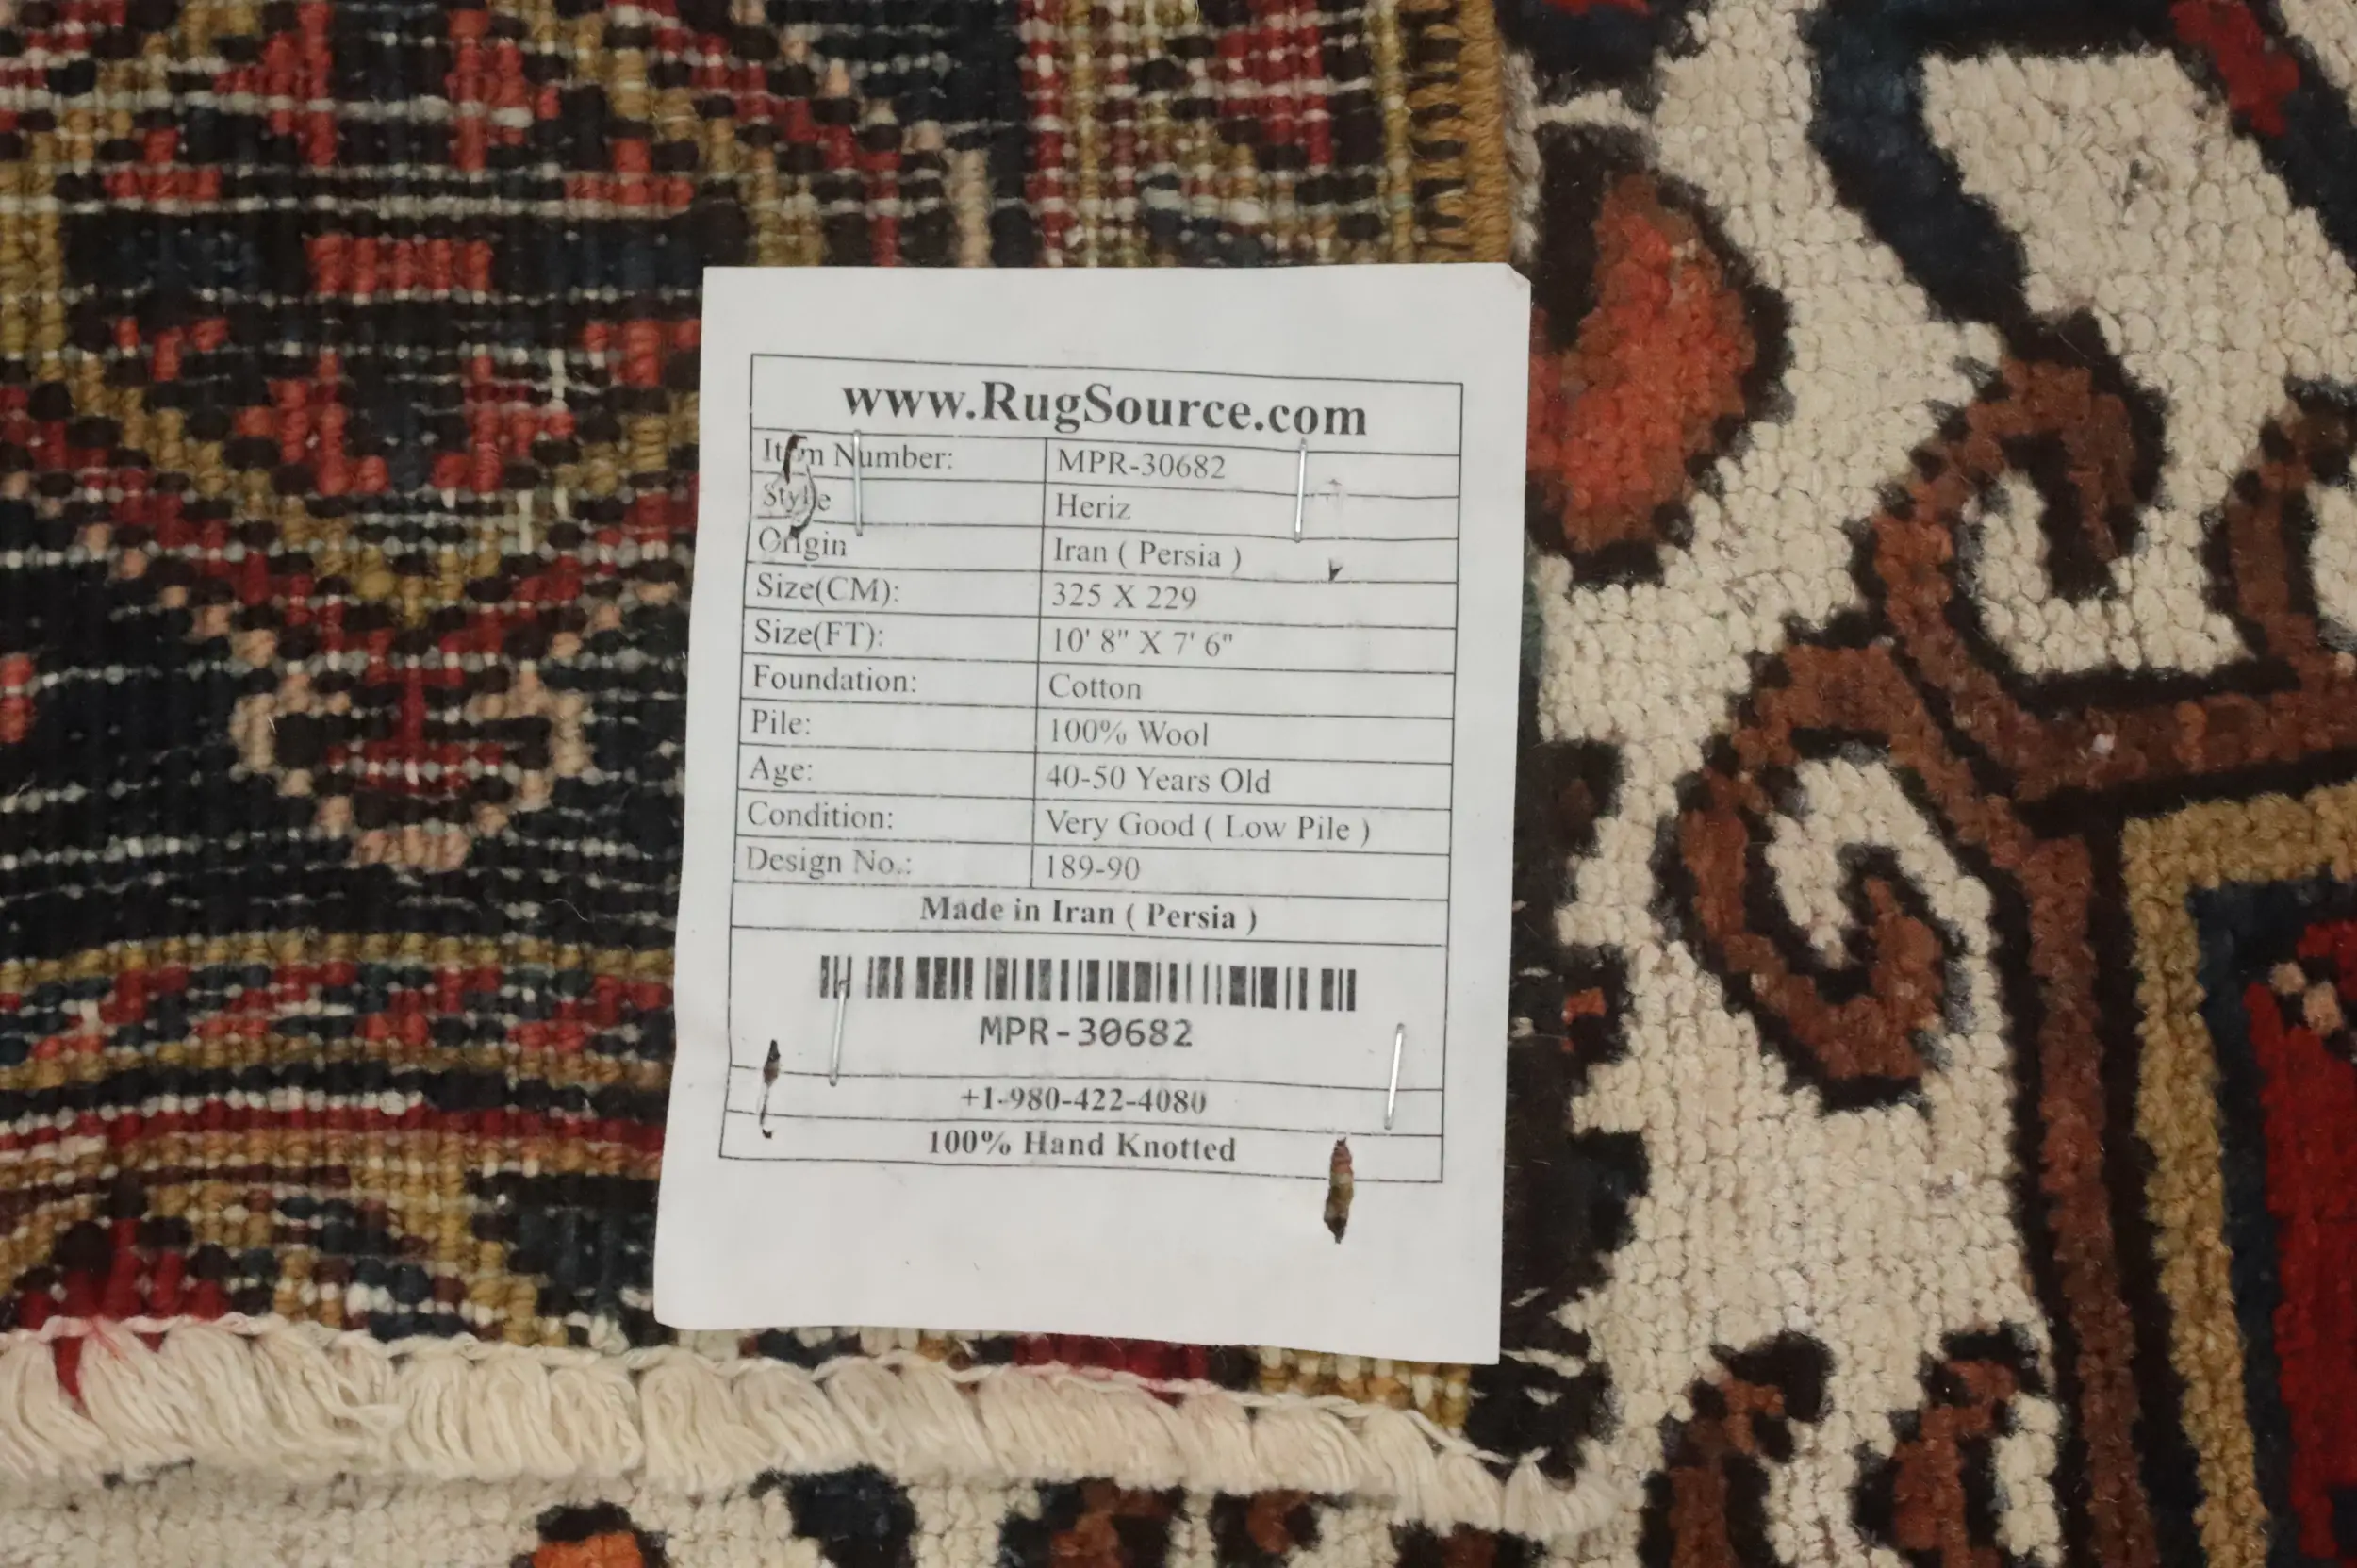 www.RugSource.com
Item Number: MPR-30682
Style Heriz
Origin Iran ( Persia )
Size(CM): 325 X 229
Size(FT): 10' 8" X 7' 6"
Foundation: Cotton
Pile: 100% Wool
Age: 40-50 Years Old
Condition: Very Good ( Low Pile )
Design No.: 189-90
Made in Iran ( Persia )
MPR-30682
+1-980-422-4080
100% Hand Knotted